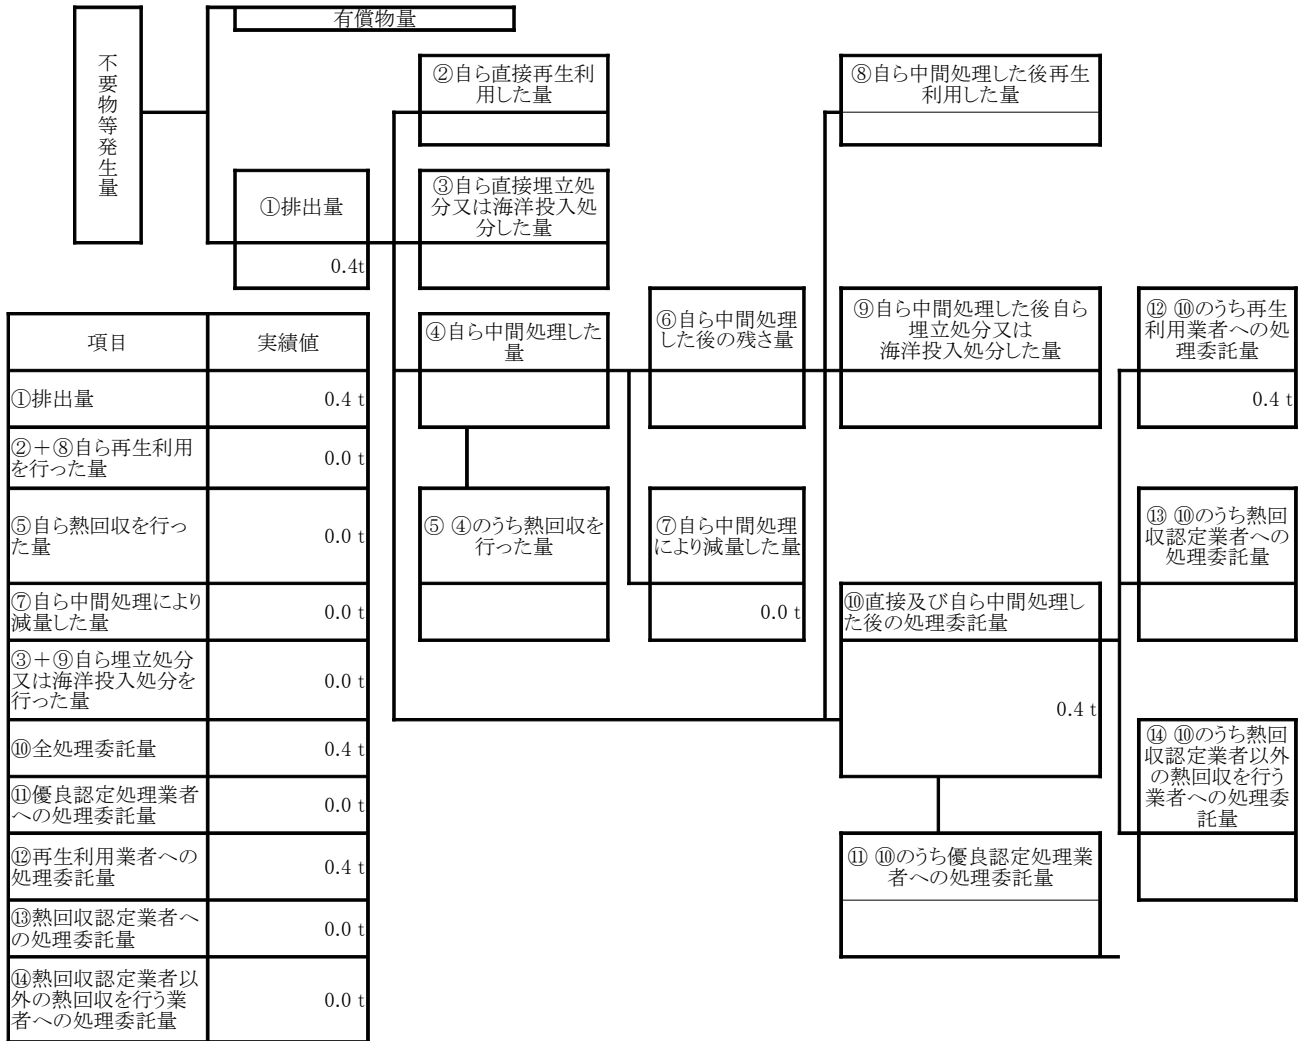 有償物量
不要物等発生量
②自ら直接再生利
用した量
⑧自ら中間処理した後再生
利用した量
①排出量
0.4t
③自ら直接埋立処
分又は海洋投入処
分した量
④自ら中間処理した
量
⑥自ら中間処理
した後の残さ量
⑨自ら中間処理した後自ら
埋立処分又は
海洋投入処分した量
⑫ ⑩のうち再生
利用業者への処
理委託量
0.4 t
⑤ ④のうち熱回収を
行った量
⑦自ら中間処理
により減量した量
0.0 t
⑩直接及び自ら中間処理し
た後の処理委託量
0.4 t
⑬ ⑩のうち熱回
収認定業者への
処理委託量
⑭ ⑩のうち熱回
収認定業者以外
の熱回収を行う
業者への処理委
託量
⑪ ⑩のうち優良認定処理業
者への処理委託量
項目 実績値
①排出量 0.4 t
②+⑧自ら再生利用
を行った量 0.0 t
⑤自ら熱回収を行っ
た量 0.0 t
⑦自ら中間処理により
減量した量 0.0 t
③+⑨自ら埋立処分
又は海洋投入処分を
行った量 0.0 t
⑩全処理委託量 0.4 t
⑪優良認定処理業者
への処理委託量 0.0 t
⑫再生利用業者への
処理委託量 0.4 t
⑬熱回収認定業者へ
の処理委託量 0.0 t
⑭熱回収認定業者以
外の熱回収を行う業
者への処理委託量 0.0 t